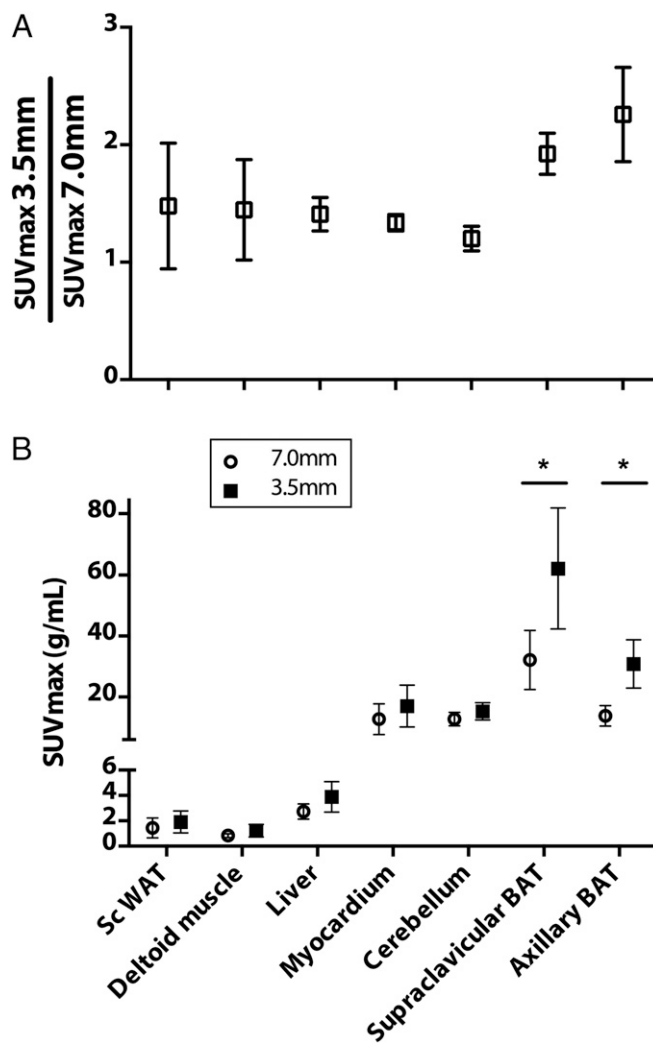 A
SUVmax 3.5mm
SUVmax 7.0mm
3
2
1
0
B
7.0mm
3.5mm
* *
SUVmax (g/mL)
80
60
40
20
6
4
2
0
Sc WAT
Deltoid muscle
Liver
Myocardium
Cerebellum
Supraclavicular BAT
Axillary BAT